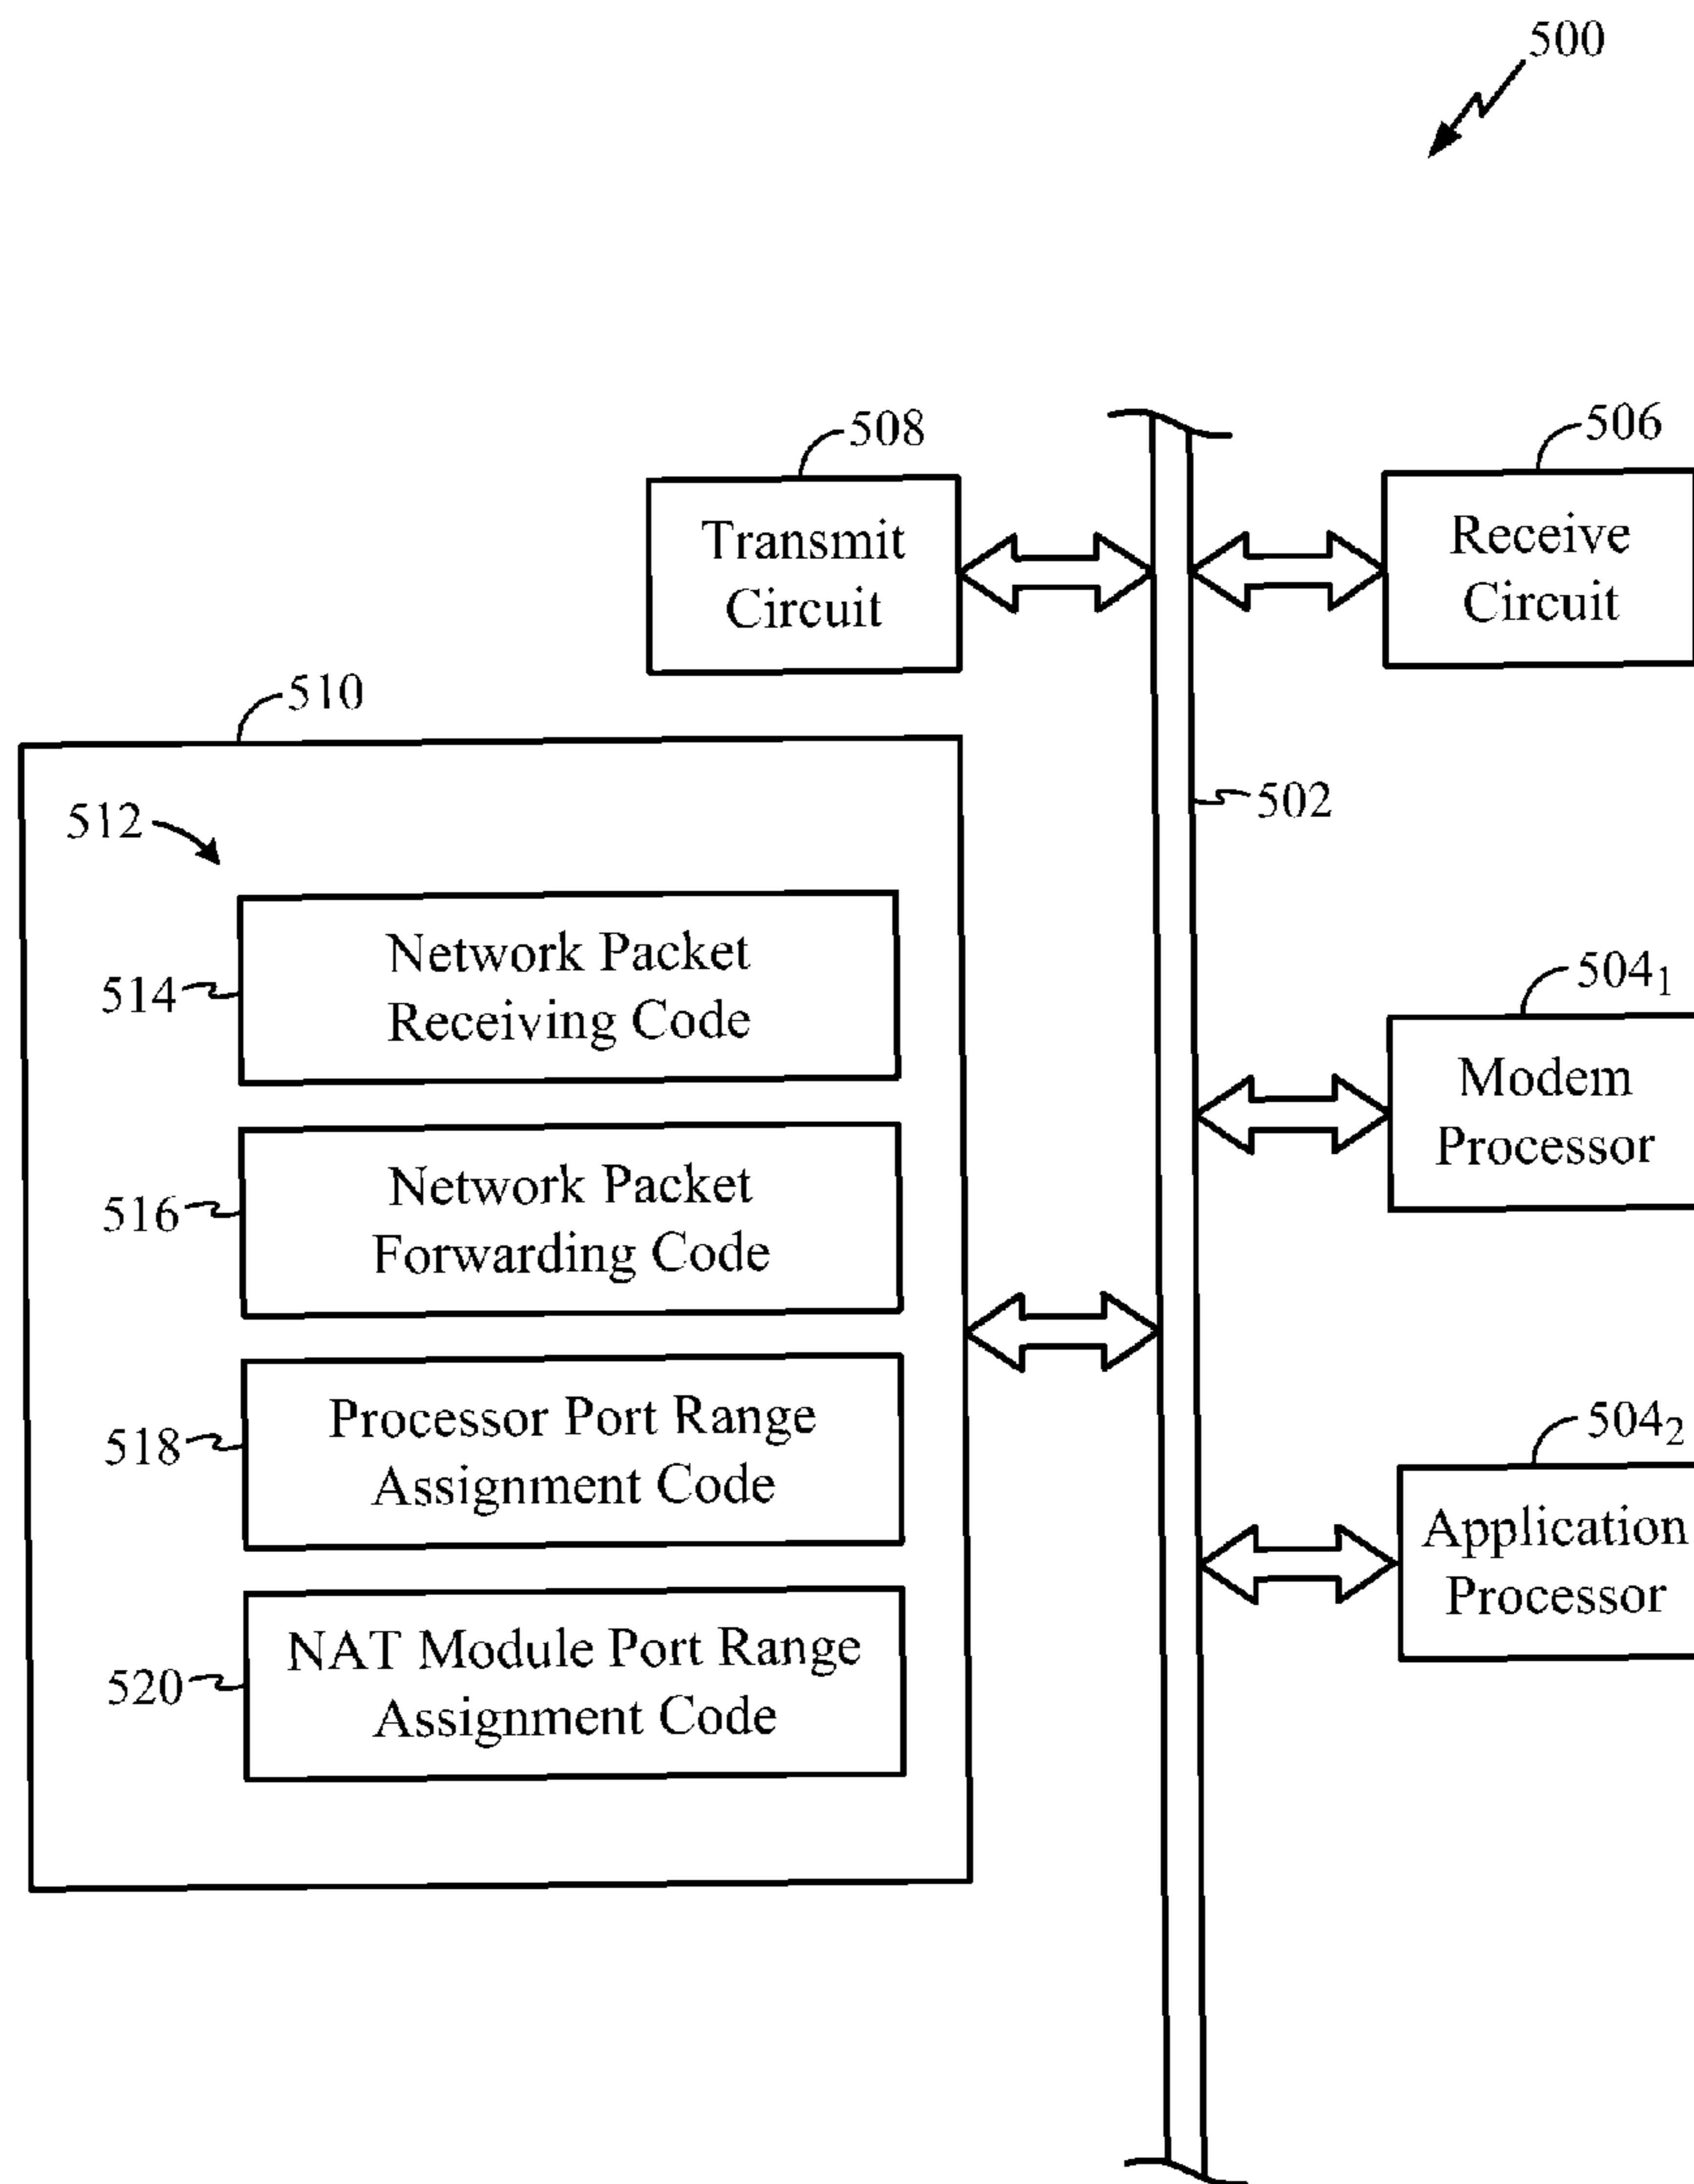 500
508
Transmit
Circuit
506
Receive
Circuit
510
512
502
Network Packet
Receiving Code
514
504₁
Modem
Processor
Network Packet
Forwarding Code
516
Processor Port Range
Assignment Code
518
504₂
Application
Processor
NAT Module Port Range
Assignment Code
520